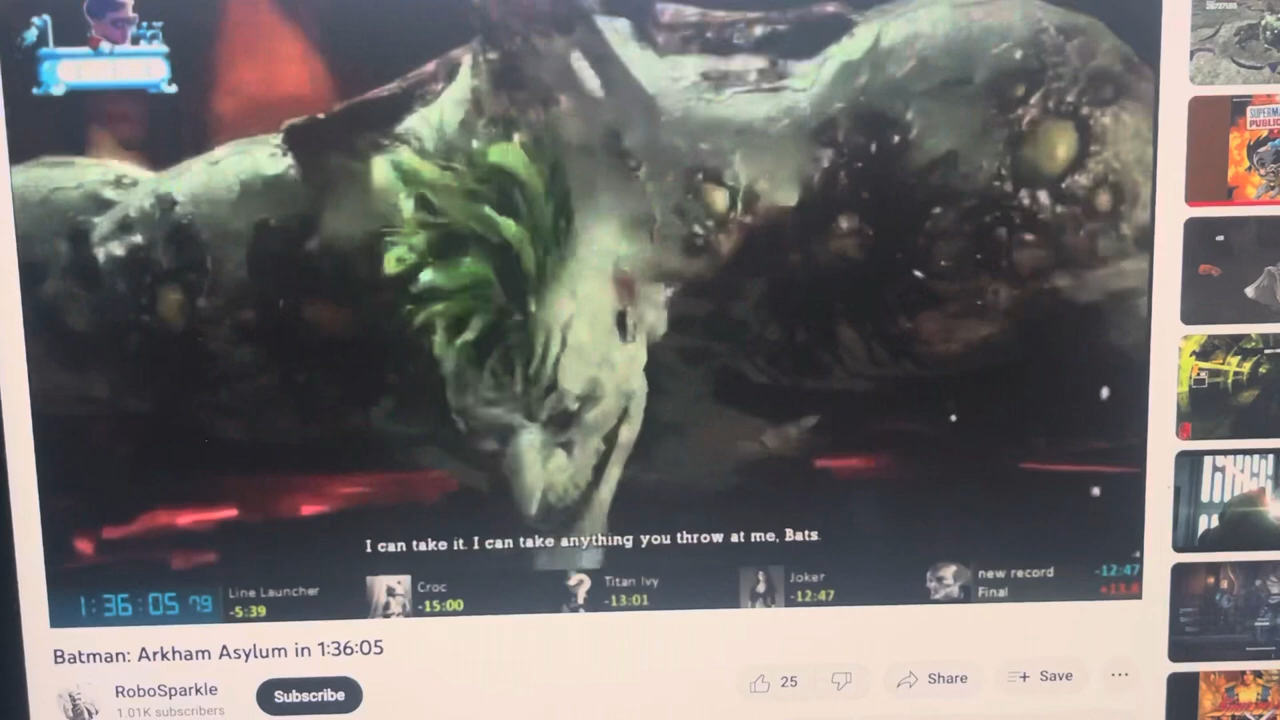 SUPERM
PUBLIC
I can take it. I can take anything you throw at me, Bats.
1:36:05 79
Line Launcher
-5:39
Croc
-15:00
Titan Ivy
-13:01
Joker
-12:47
new record
Final
-12:47
Batman: Arkham Asylum in 1:36:05
RoboSparkle
1.01K subscribers
Subscribe
25
Share
Save